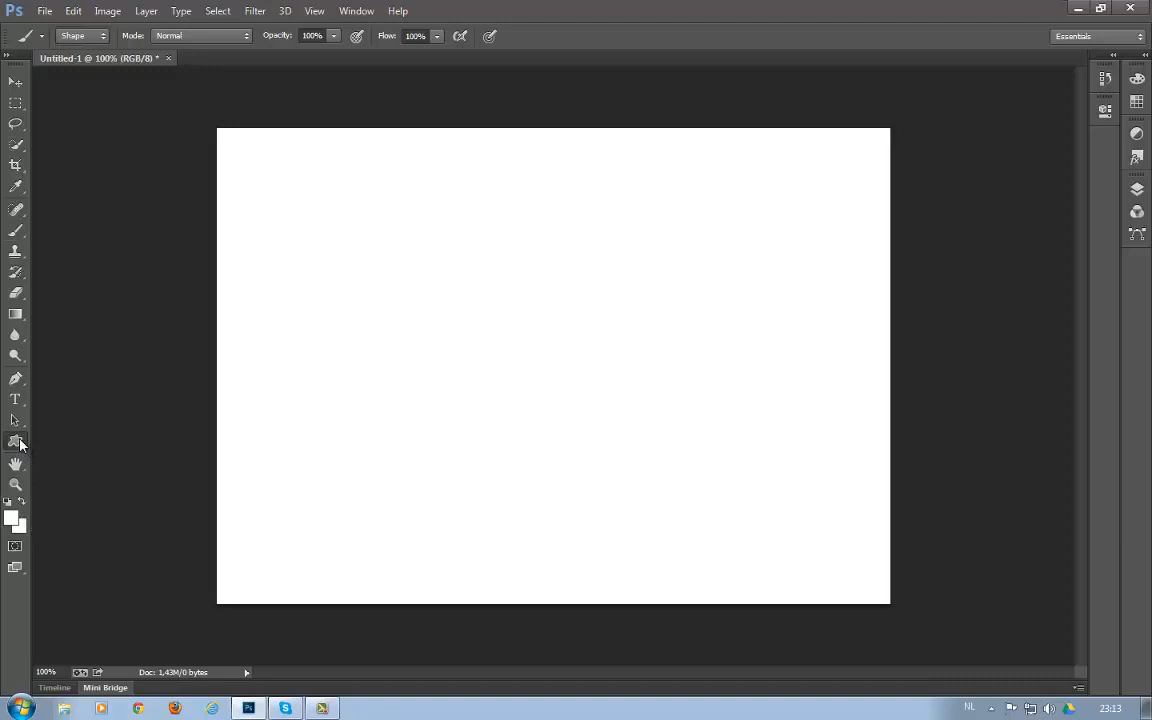 Ps File Edit Image Layer Type Select Filter 3D View Window Help
Shape Mode: Normal Opacity: 100% Flow: 100% Essentials
Untitled-1 @ 100% (RGB/8) * ×
T
100% Doc: 1,43M/0 bytes
Timeline Mini Bridge
Ps S NL 23:13